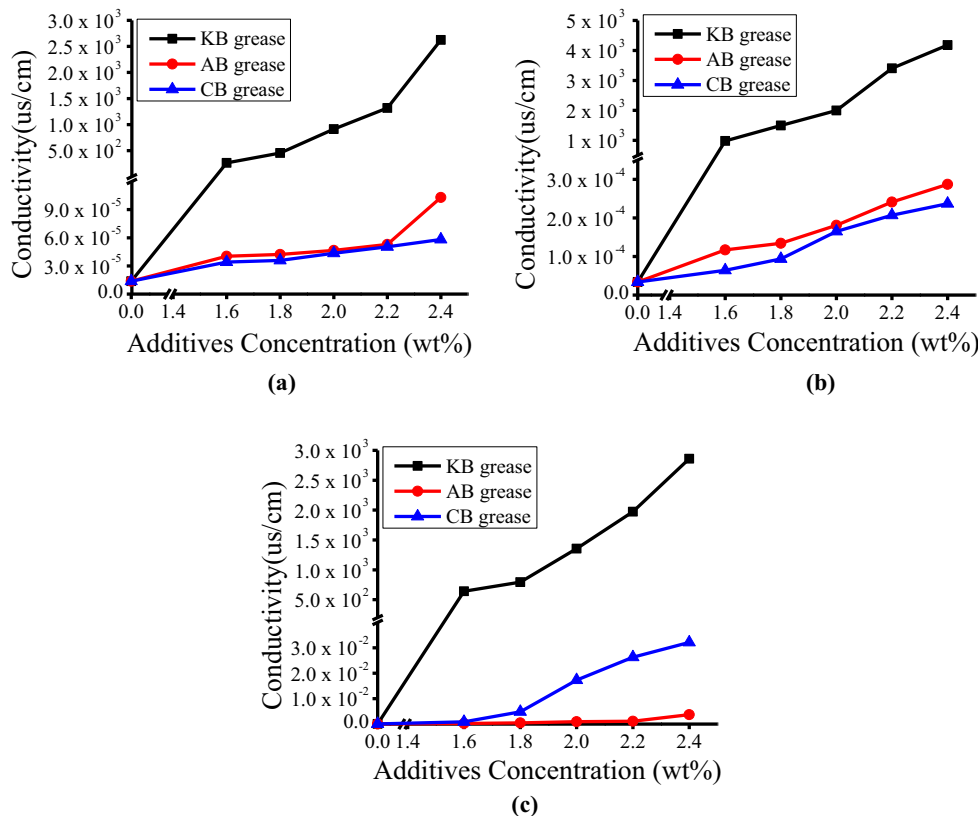 Conductivity(us/cm)
3.0 x 10³
2.5 x 10³
2.0 x 10³
1.5 x 10³
1.0 x 10³
5.0 x 10²
9.0 x 10⁻⁵
6.0 x 10⁻⁵
3.0 x 10⁻⁵
0.0
KB grease
AB grease
CB grease
0.0 1.4 1.6 1.8 2.0 2.2 2.4
Additives Concentration (wt%)
(a)
Conductivity(us/cm)
5 x 10³
4 x 10³
3 x 10³
2 x 10³
1 x 10³
3.0 x 10⁻⁴
2.0 x 10⁻⁴
1.0 x 10⁻⁴
0.0
KB grease
AB grease
CB grease
0.0 1.4 1.6 1.8 2.0 2.2 2.4
Additives Concentration (wt%)
(b)
Conductivity(us/cm)
3.0 x 10³
2.5 x 10³
2.0 x 10³
1.5 x 10³
1.0 x 10³
5.0 x 10²
3.0 x 10⁻²
2.0 x 10⁻²
1.0 x 10⁻²
0.0
KB grease
AB grease
CB grease
0.0 1.4 1.6 1.8 2.0 2.2 2.4
Additives Concentration (wt%)
(c)